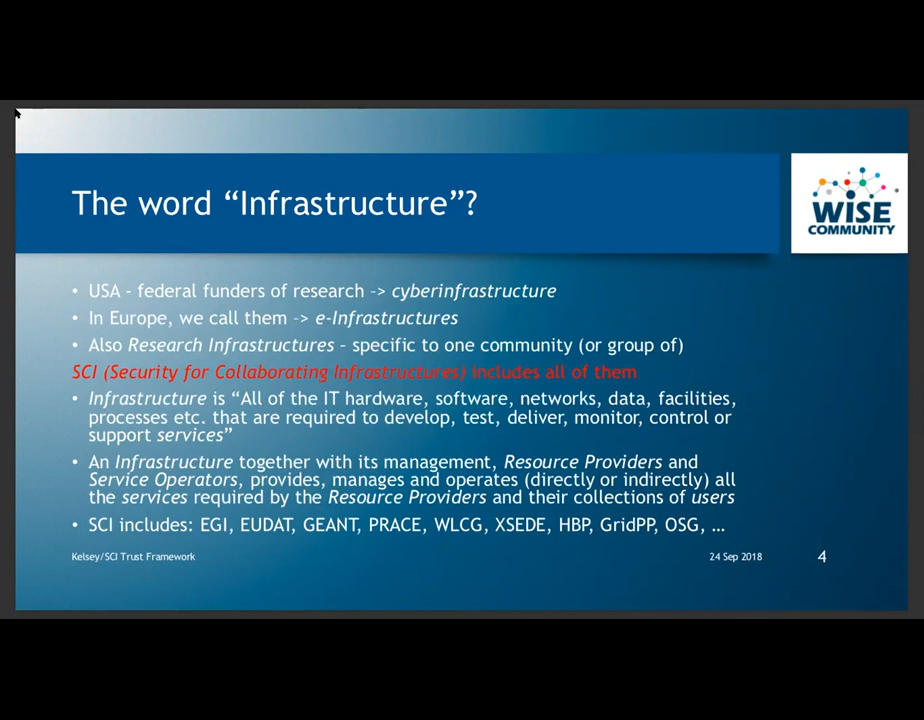 The word “Infrastructure”?
WISE
COMMUNITY
• USA - federal funders of research -> cyberinfrastructure
• In Europe, we call them -> e-Infrastructures
• Also Research Infrastructures – specific to one community (or group of)
SCI (Security for Collaborating Infrastructures) includes all of them
• Infrastructure is “All of the IT hardware, software, networks, data, facilities,
processes etc. that are required to develop, test, deliver, monitor, control or
support services”
• An Infrastructure together with its management, Resource Providers and
Service Operators, provides, manages and operates (directly or indirectly) all
the services required by the Resource Providers and their collections of users
• SCI includes: EGI, EUDAT, GEANT, PRACE, WLCG, XSEDE, HBP, GridPP, OSG, …
Kelsey/SCI Trust Framework
24 Sep 2018
4